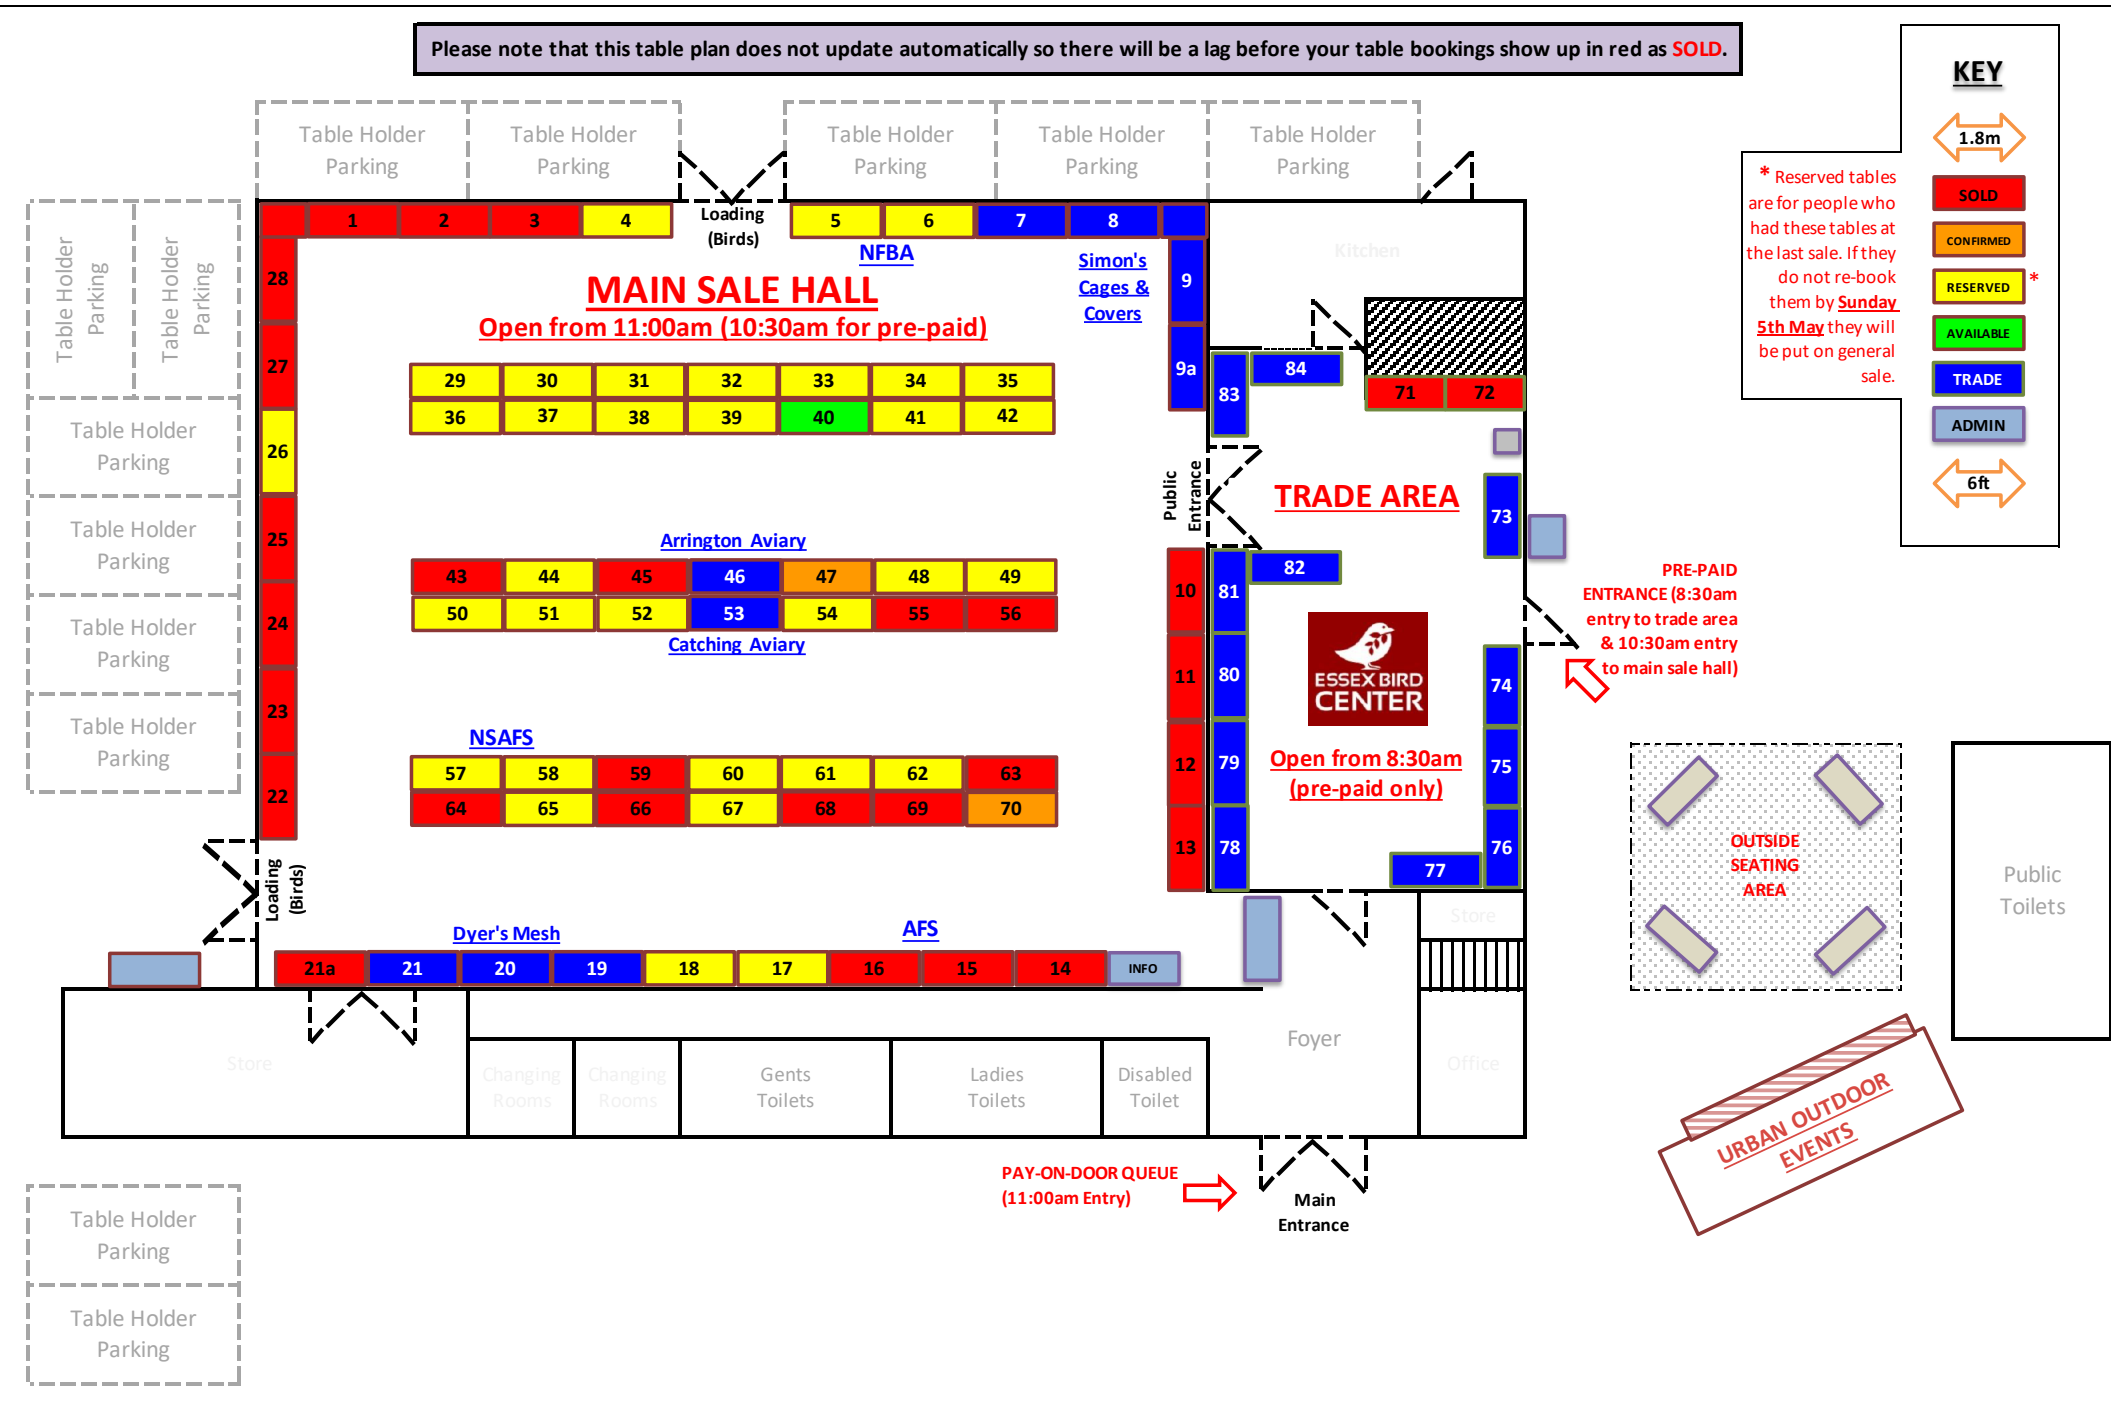 Please note that this table plan does not update automatically so there will be a lag before your table bookings show up in red as SOLD.
KEY
1.8m
SOLD
CONFIRMED
RESERVED *
AVAILABLE
TRADE
ADMIN
6ft
* Reserved tables
are for people who
had these tables at
the last sale. If they
do not re-book
them by Sunday
5th May they will
be put on general
sale.
Table Holder
Parking
Table Holder
Parking
Table Holder
Parking
Table Holder
Parking
Table Holder
Parking
Table Holder
Parking
Table Holder
Parking
Table Holder
Parking
Table Holder
Parking
Table Holder
Parking
Table Holder
Parking
1 2 3 4
Loading
(Birds)
5 6 7 8
NFBA
Simon's
Cages &
Covers
9
9a
Kitchen
MAIN SALE HALL
Open from 11:00am (10:30am for pre-paid)
28
27
26
25
24
23
22
29 30 31 32 33 34 35
36 37 38 39 40 41 42
Arrington Aviary
43 44 45 46 47 48 49
50 51 52 53 54 55 56
Catching Aviary
NSAFS
57 58 59 60 61 62 63
64 65 66 67 68 69 70
Loading
(Birds)
Dyer's Mesh
AFS
21a 21 20 19 18 17 16 15 14 INFO
Public
Entrance
10
11
12
13
83
84
71 72
TRADE AREA
73
82
81
80
79
78
ESSEX BIRD
CENTER
Open from 8:30am
(pre-paid only)
74
75
76
77
PRE-PAID
ENTRANCE (8:30am
entry to trade area
& 10:30am entry
to main sale hall)
OUTSIDE
SEATING
AREA
Public
Toilets
Store
Store
Changing
Rooms
Changing
Rooms
Gents
Toilets
Ladies
Toilets
Disabled
Toilet
Foyer
Office
URBAN OUTDOOR
EVENTS
PAY-ON-DOOR QUEUE
(11:00am Entry)
Main
Entrance
Table Holder
Parking
Table Holder
Parking